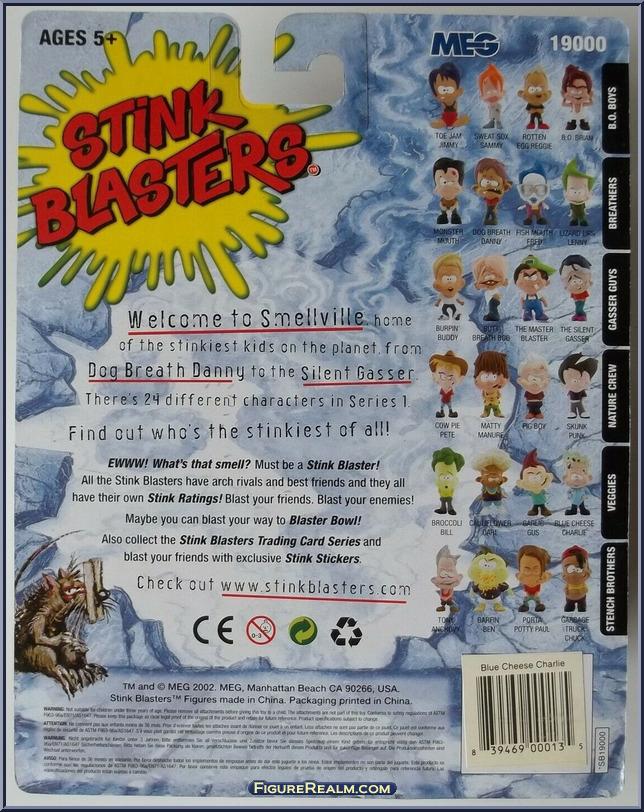 AGES 5+
MEG
19000
STINK
BLASTERS
TM
TOE JAM JIMMY
SWEAT SOX SAMMY
ROTTEN EGG REGGIE
B.O. BRIAN
B.O. BOYS
MONSTER MOUTH
DOG BREATH DANNY
FISH MOUTH FRED
LIZARD LIPS LENNY
BREATHERS
BURPIN' BUDDY
BUTT BREATH BOB
THE MASTER BLASTER
THE SILENT GASSER
GASSER GUYS
COW PIE PETE
MATTY MANURE
PIG BOY
SKUNK PUNK
NATURE CREW
BROCCOLI BILL
CAULIFLOWER CARL
GARLIC GUS
BLUE CHEESE CHARLIE
VEGGIES
TONY ANCHOVY
BARFIN' BEN
PORTA POTTY PAUL
GARBAGE TRUCK CHUCK
STENCH BROTHERS
Welcome to Smellville, home
of the stinkiest kids on the planet, from
Dog Breath Danny to the Silent Gasser.
There's 24 different characters in Series 1.
Find out who's the stinkiest of all!
EWWW! What's that smell? Must be a Stink Blaster!
All the Stink Blasters have arch rivals and best friends and they all
have their own Stink Ratings! Blast your friends. Blast your enemies!
Maybe you can blast your way to Blaster Bowl!
Also collect the Stink Blasters Trading Card Series and
blast your friends with exclusive Stink Stickers.
Check out www.stinkblasters.com
CE
0-3
TM and © MEG 2002. MEG, Manhattan Beach CA 90266, USA.
Stink Blasters™ Figures made in China. Packaging printed in China.
Blue Cheese Charlie
8 39469 00013 5
SB19000
FIGUREREALM.COM